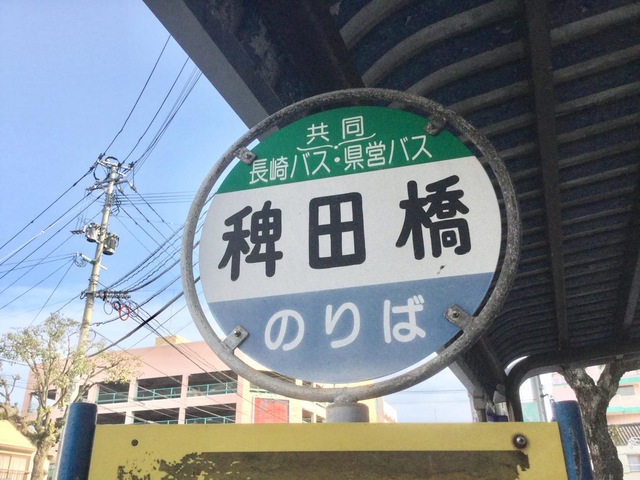 共同
長崎バス・県営バス
稗田橋
のりば